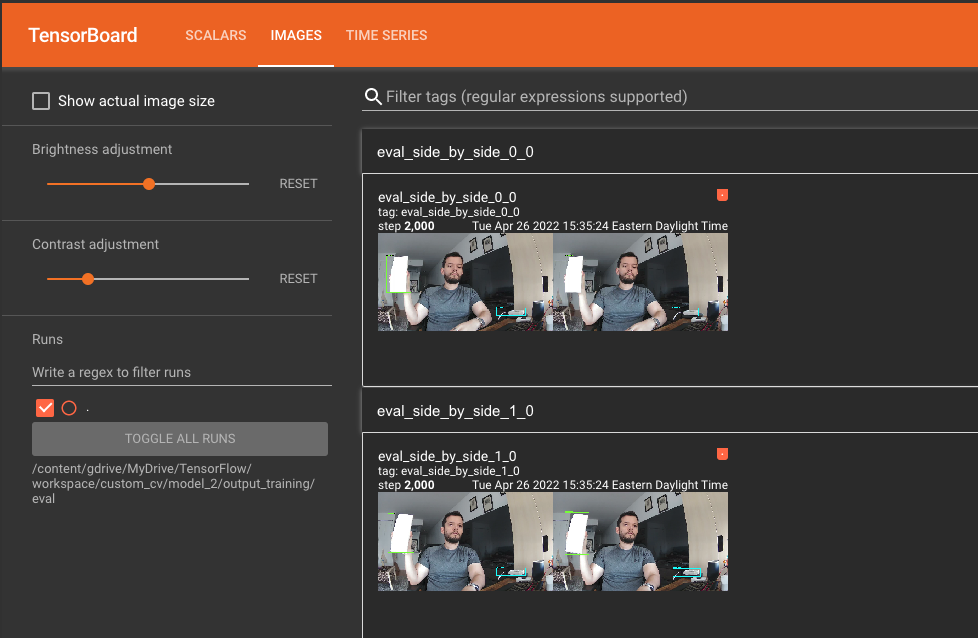 TensorBoard SCALARS IMAGES TIME SERIES
Show actual image size
Brightness adjustment
RESET
Contrast adjustment
RESET
Runs
Write a regex to filter runs
.
TOGGLE ALL RUNS
/content/gdrive/MyDrive/TensorFlow/
workspace/custom_cv/model_2/output_training/
eval
Filter tags (regular expressions supported)
eval_side_by_side_0_0
eval_side_by_side_0_0
tag: eval_side_by_side_0_0
step 2,000 Tue Apr 26 2022 15:35:24 Eastern Daylight Time
eval_side_by_side_1_0
eval_side_by_side_1_0
tag: eval_side_by_side_1_0
step 2,000 Tue Apr 26 2022 15:35:24 Eastern Daylight Time